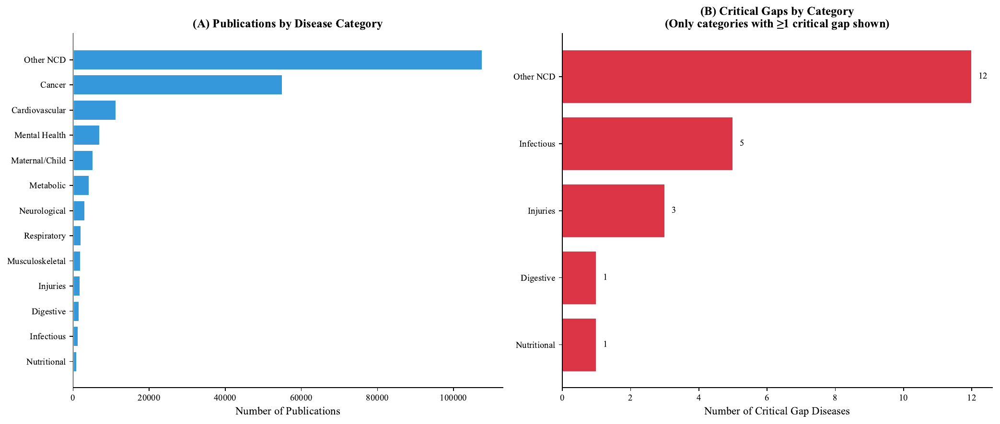 (A) Publications by Disease Category
Other NCD
Cancer
Cardiovascular
Mental Health
Maternal/Child
Metabolic
Neurological
Respiratory
Musculoskeletal
Injuries
Digestive
Infectious
Nutritional
0 20000 40000 60000 80000 100000
Number of Publications
(B) Critical Gaps by Category
(Only categories with ≥1 critical gap shown)
Other NCD 12
Infectious 5
Injuries 3
Digestive 1
Nutritional 1
0 2 4 6 8 10 12
Number of Critical Gap Diseases